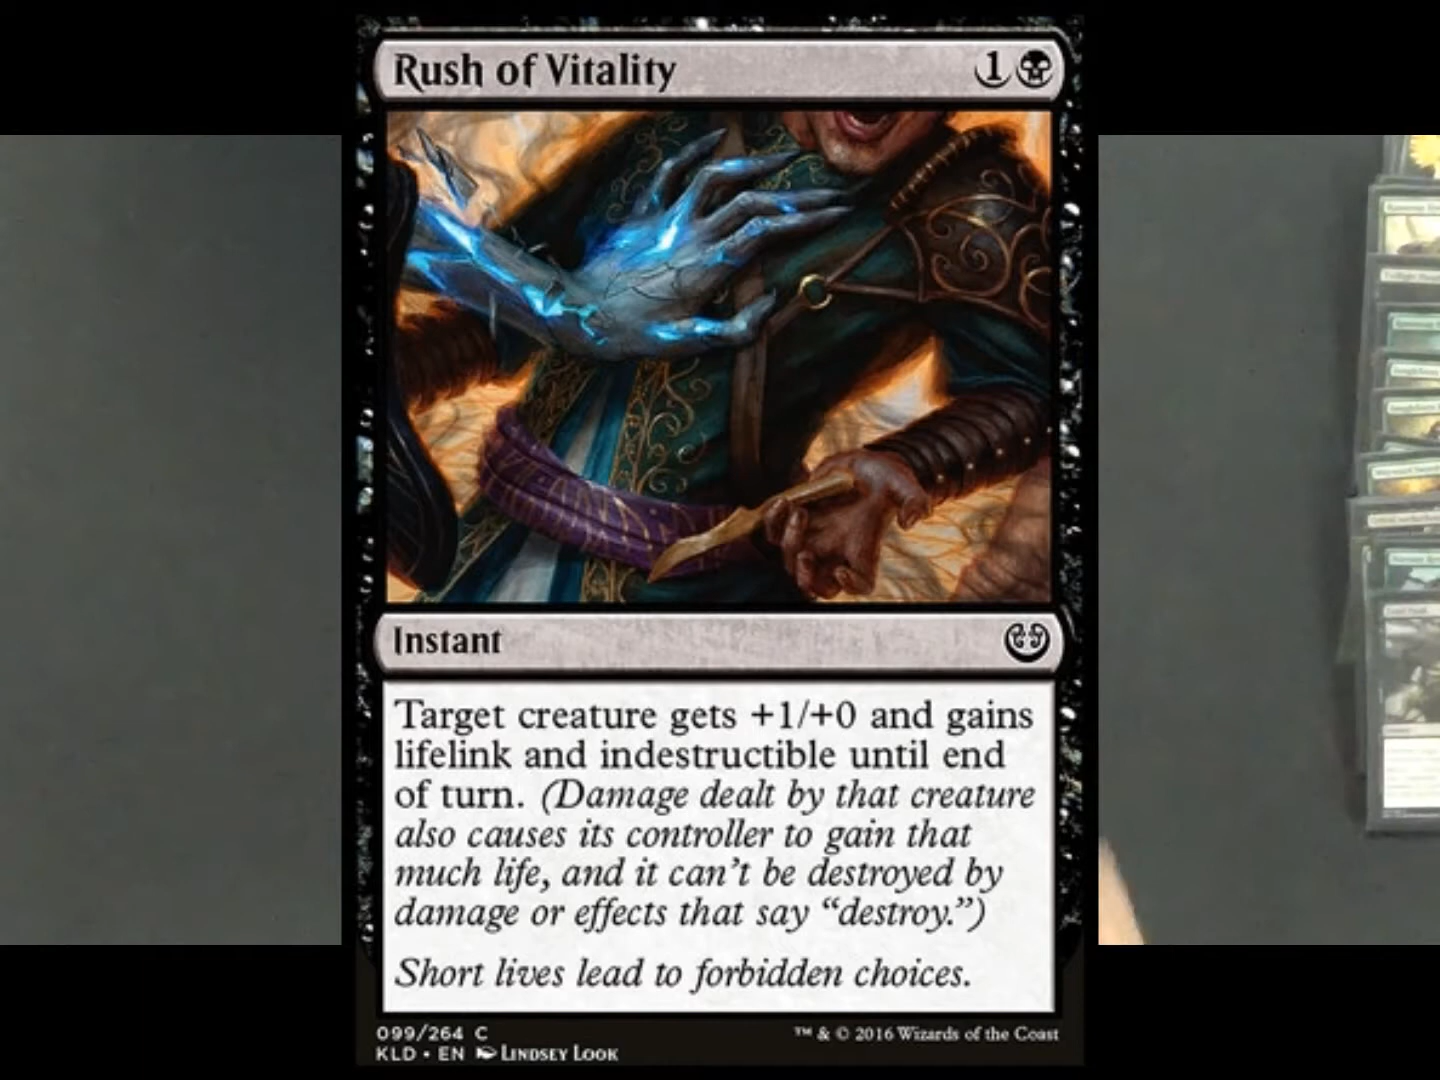 Rush of Vitality 1
Instant
Target creature gets +1/+0 and gains
lifelink and indestructible until end
of turn. (Damage dealt by that creature
also causes its controller to gain that
much life, and it can't be destroyed by
damage or effects that say “destroy.”)
Short lives lead to forbidden choices.
099/264 C
KLD • EN LINDSEY LOOK
™ & © 2016 Wizards of the Coast